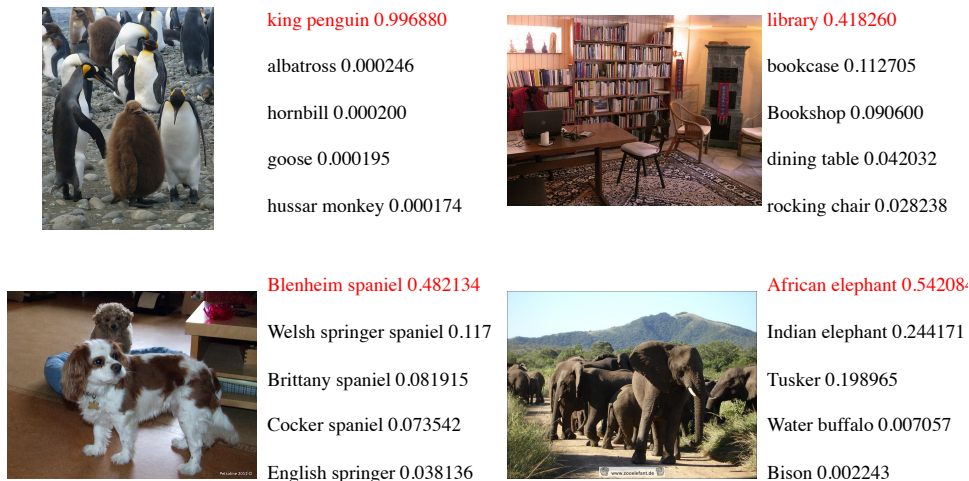 king penguin 0.996880
albatross 0.000246
hornbill 0.000200
goose 0.000195
hussar monkey 0.000174
library 0.418260
bookcase 0.112705
Bookshop 0.090600
dining table 0.042032
rocking chair 0.028238
Blenheim spaniel 0.482134
Welsh springer spaniel 0.117
Brittany spaniel 0.081915
Cocker spaniel 0.073542
English springer 0.038136
African elephant 0.542084
Indian elephant 0.244171
Tusker 0.198965
Water buffalo 0.007057
Bison 0.002243
www.zooelefant.de